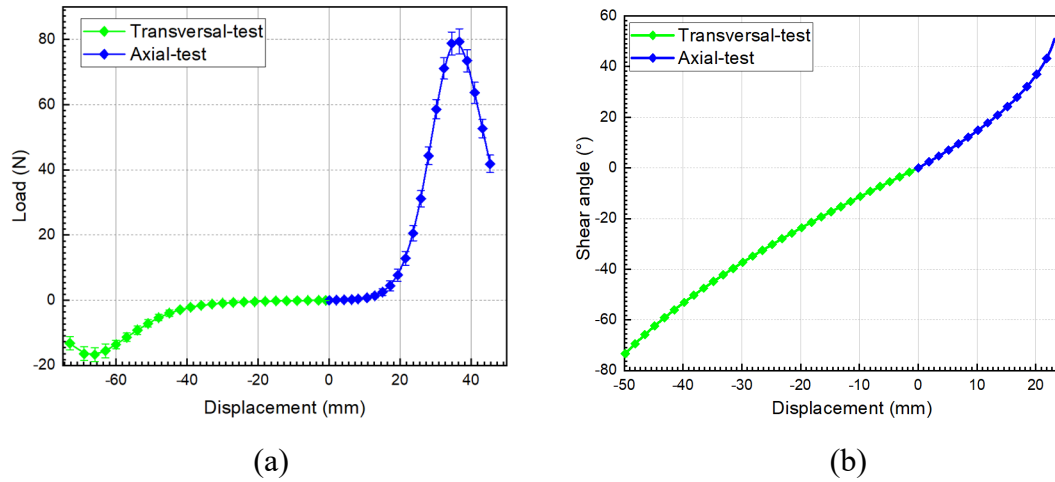 Transversal-test
Axial-test
80
60
40
20
0
-20
Load (N)
-60
-40
-20
0
20
40
Displacement (mm)
(a)
Transversal-test
Axial-test
60
40
20
0
-20
-40
-60
-80
Shear angle (°)
-50
-40
-30
-20
-10
0
10
20
Displacement (mm)
(b)